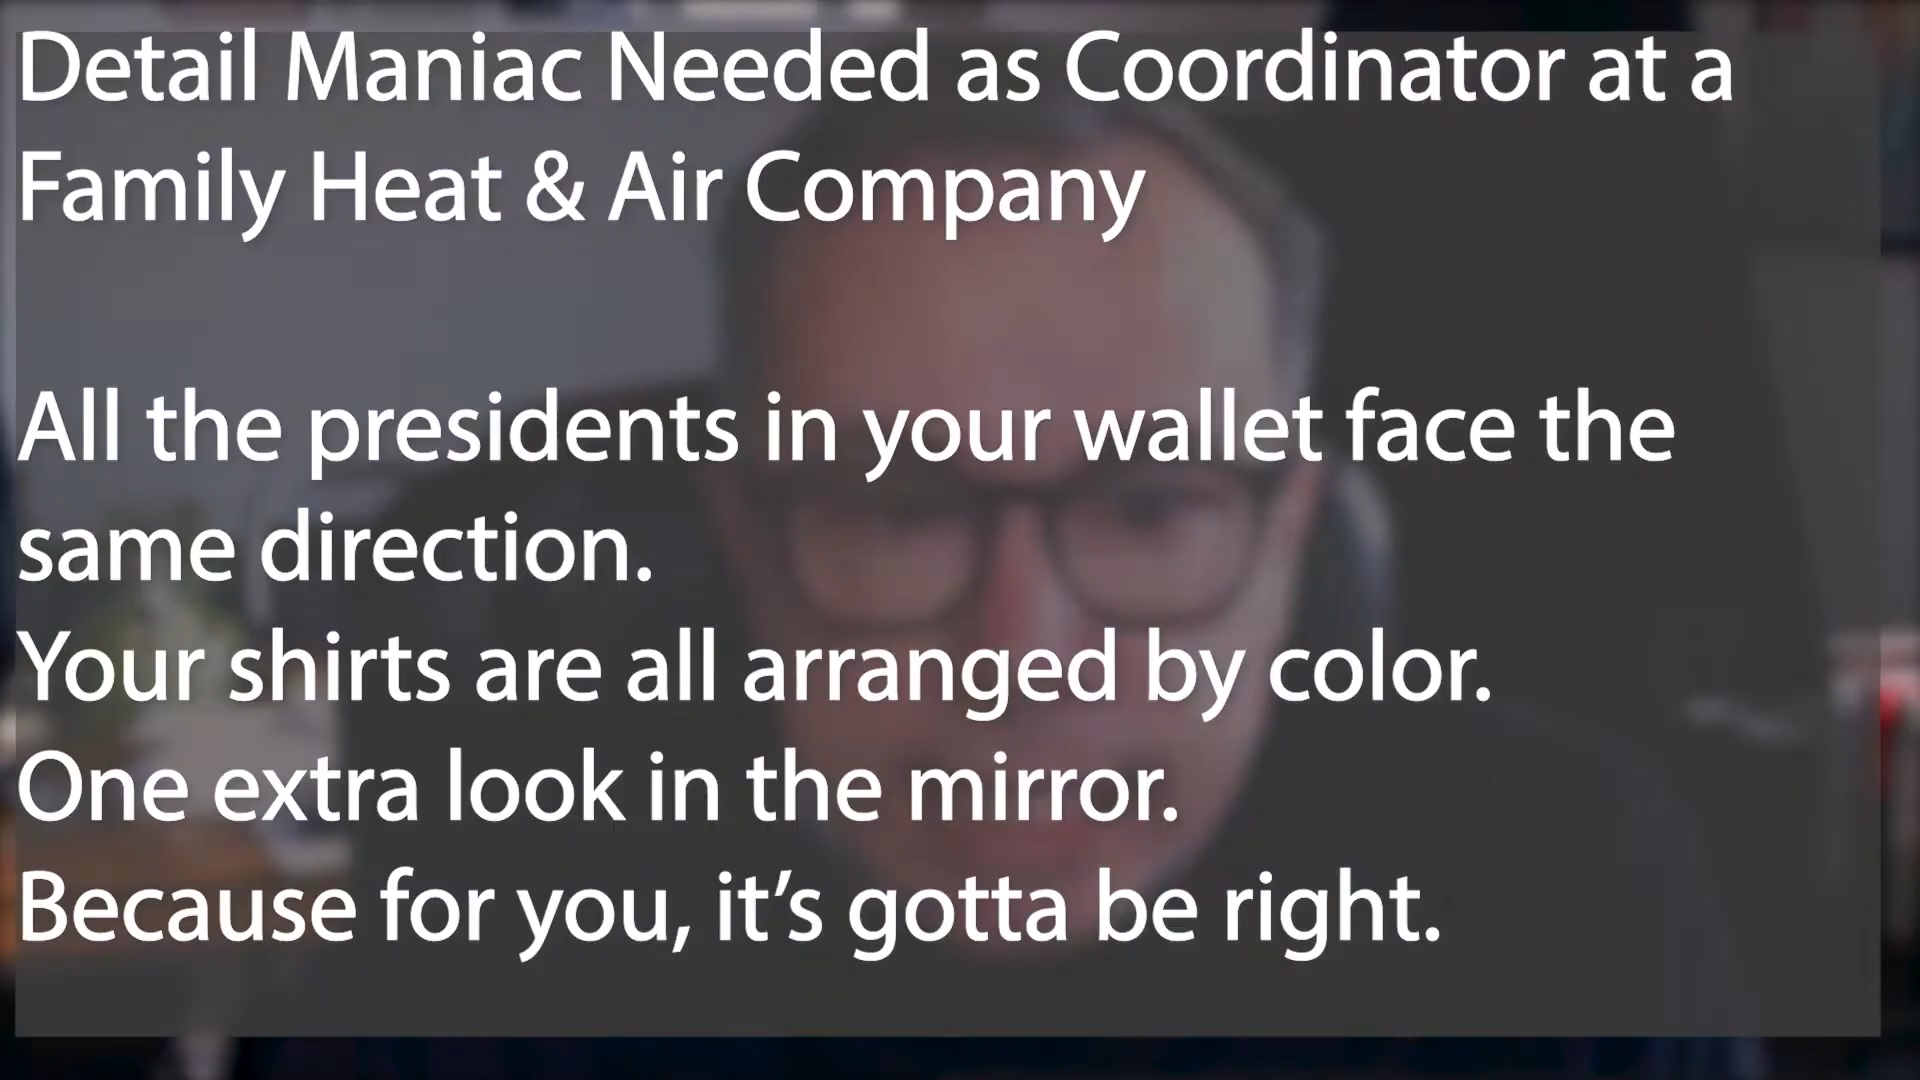 Detail Maniac Needed as Coordinator at a
Family Heat & Air Company
All the presidents in your wallet face the
same direction.
Your shirts are all arranged by color.
One extra look in the mirror.
Because for you, it’s gotta be right.